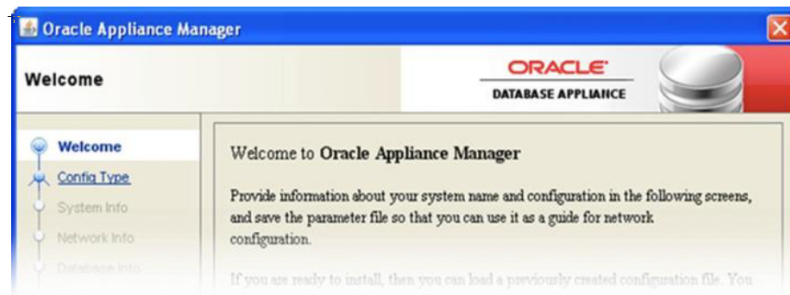 Oracle Appliance Manager
Welcome
ORACLE
DATABASE APPLIANCE
Welcome
Config Type
System Info
Network Info
Database Info
Welcome to Oracle Appliance Manager
Provide information about your system name and configuration in the following screens,
and save the parameter file so that you can use it as a guide for network
configuration.
If you are ready to install, then you can load a previously created configuration file. You